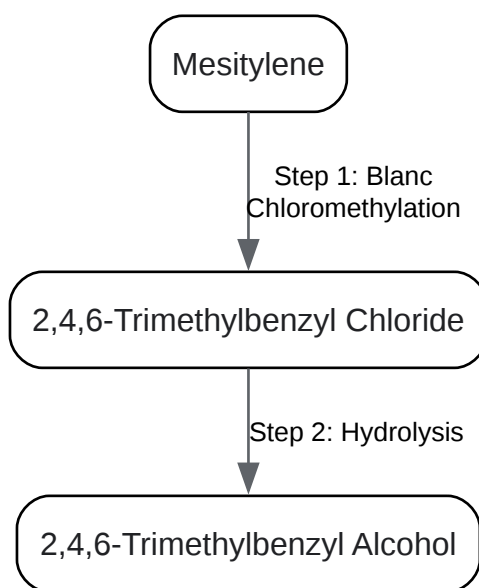 Mesitylene
Step 1: Blanc
Chloromethylation
2,4,6-Trimethylbenzyl Chloride
Step 2: Hydrolysis
2,4,6-Trimethylbenzyl Alcohol